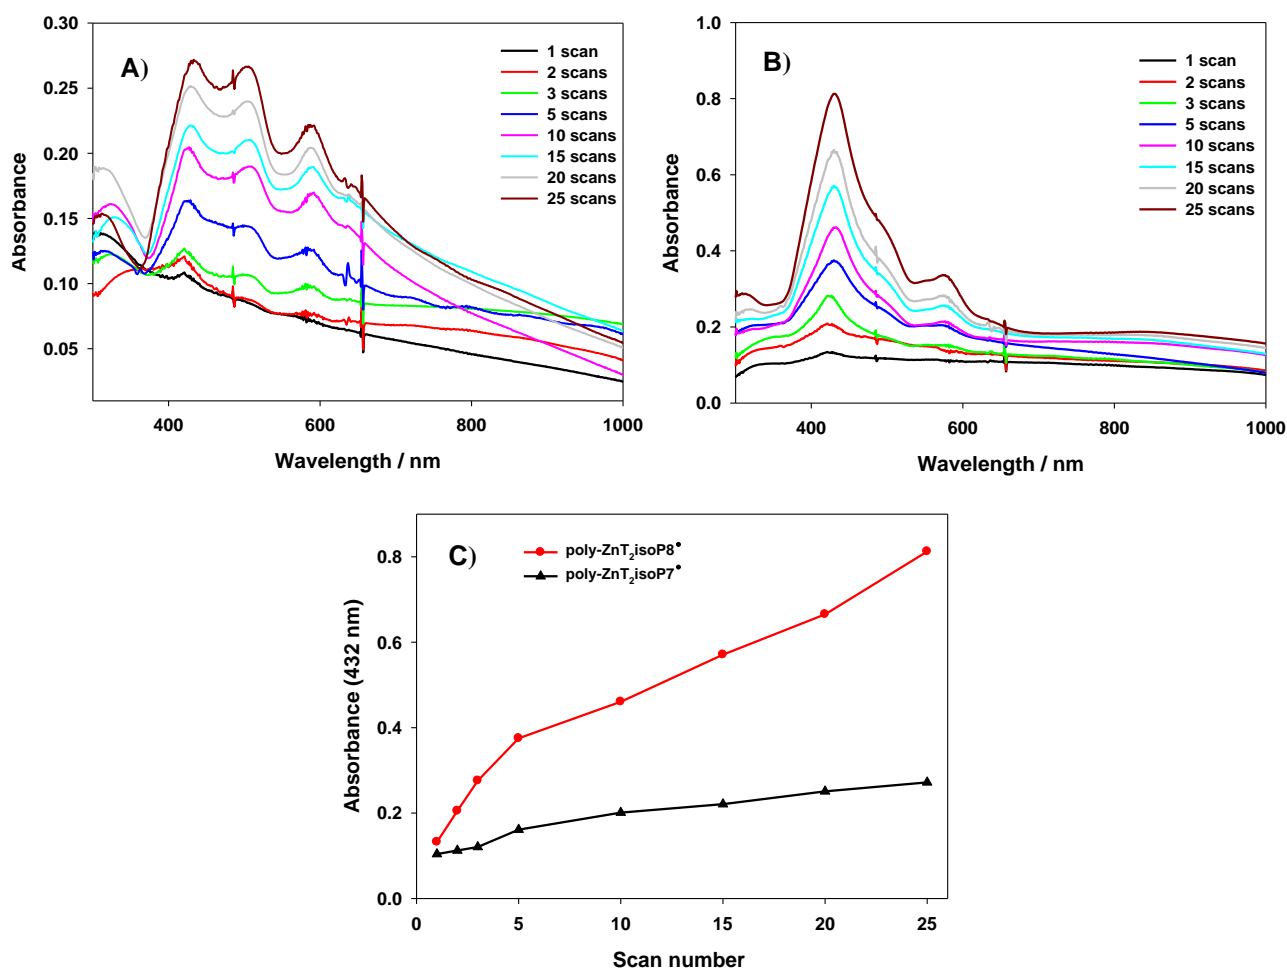 A)
0.30
0.25
0.20
0.15
0.10
0.05
Absorbance
1 scan
2 scans
3 scans
5 scans
10 scans
15 scans
20 scans
25 scans
400
600
800
1000
Wavelength / nm
B)
1.0
0.8
0.6
0.4
0.2
0.0
Absorbance
1 scan
2 scans
3 scans
5 scans
10 scans
15 scans
20 scans
25 scans
400
600
800
1000
Wavelength / nm
C)
poly-ZnT₂isoP8•
poly-ZnT₂isoP7•
0.8
0.6
0.4
0.2
0.0
Absorbance (432 nm)
0
5
10
15
20
25
Scan number